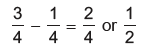 3/4 − 1/4 = 2/4 or 1/2